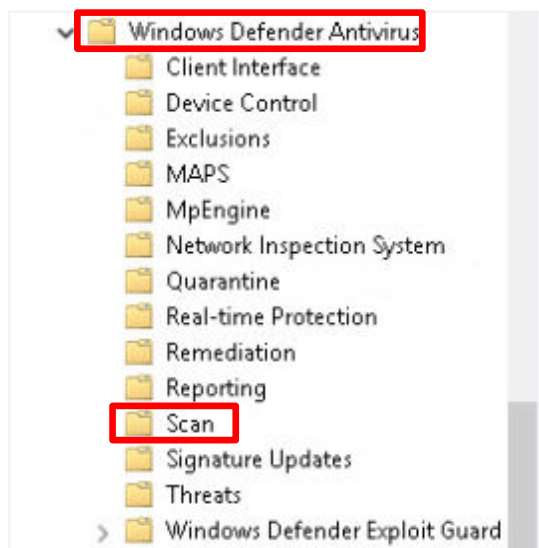 Windows Defender Antivirus
Client Interface
Device Control
Exclusions
MAPS
MpEngine
Network Inspection System
Quarantine
Real-time Protection
Remediation
Reporting
Scan
Signature Updates
Threats
Windows Defender Exploit Guard